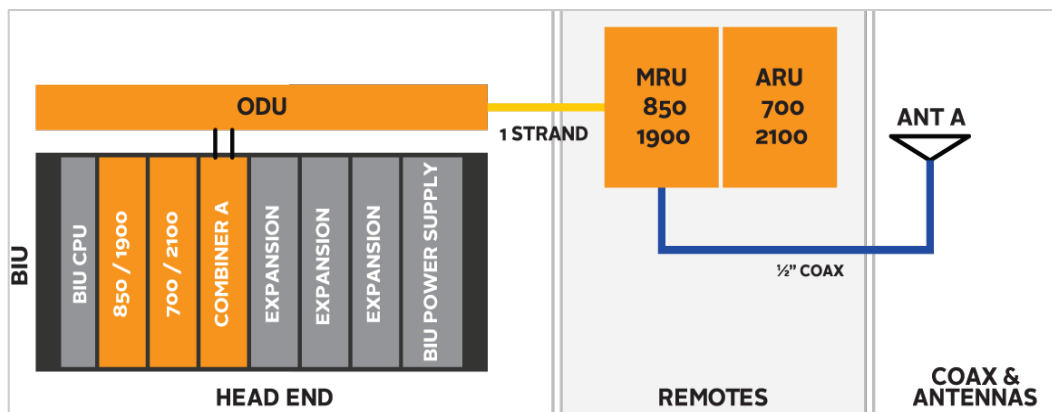 ODU
1 STRAND
MRU
850
1900
ARU
700
2100
ANT A
½” COAX
BIU
BIU CPU
850 / 1900
700 / 2100
COMBINER A
EXPANSION
EXPANSION
EXPANSION
BIU POWER SUPPLY
HEAD END
REMOTES
COAX &
ANTENNAS